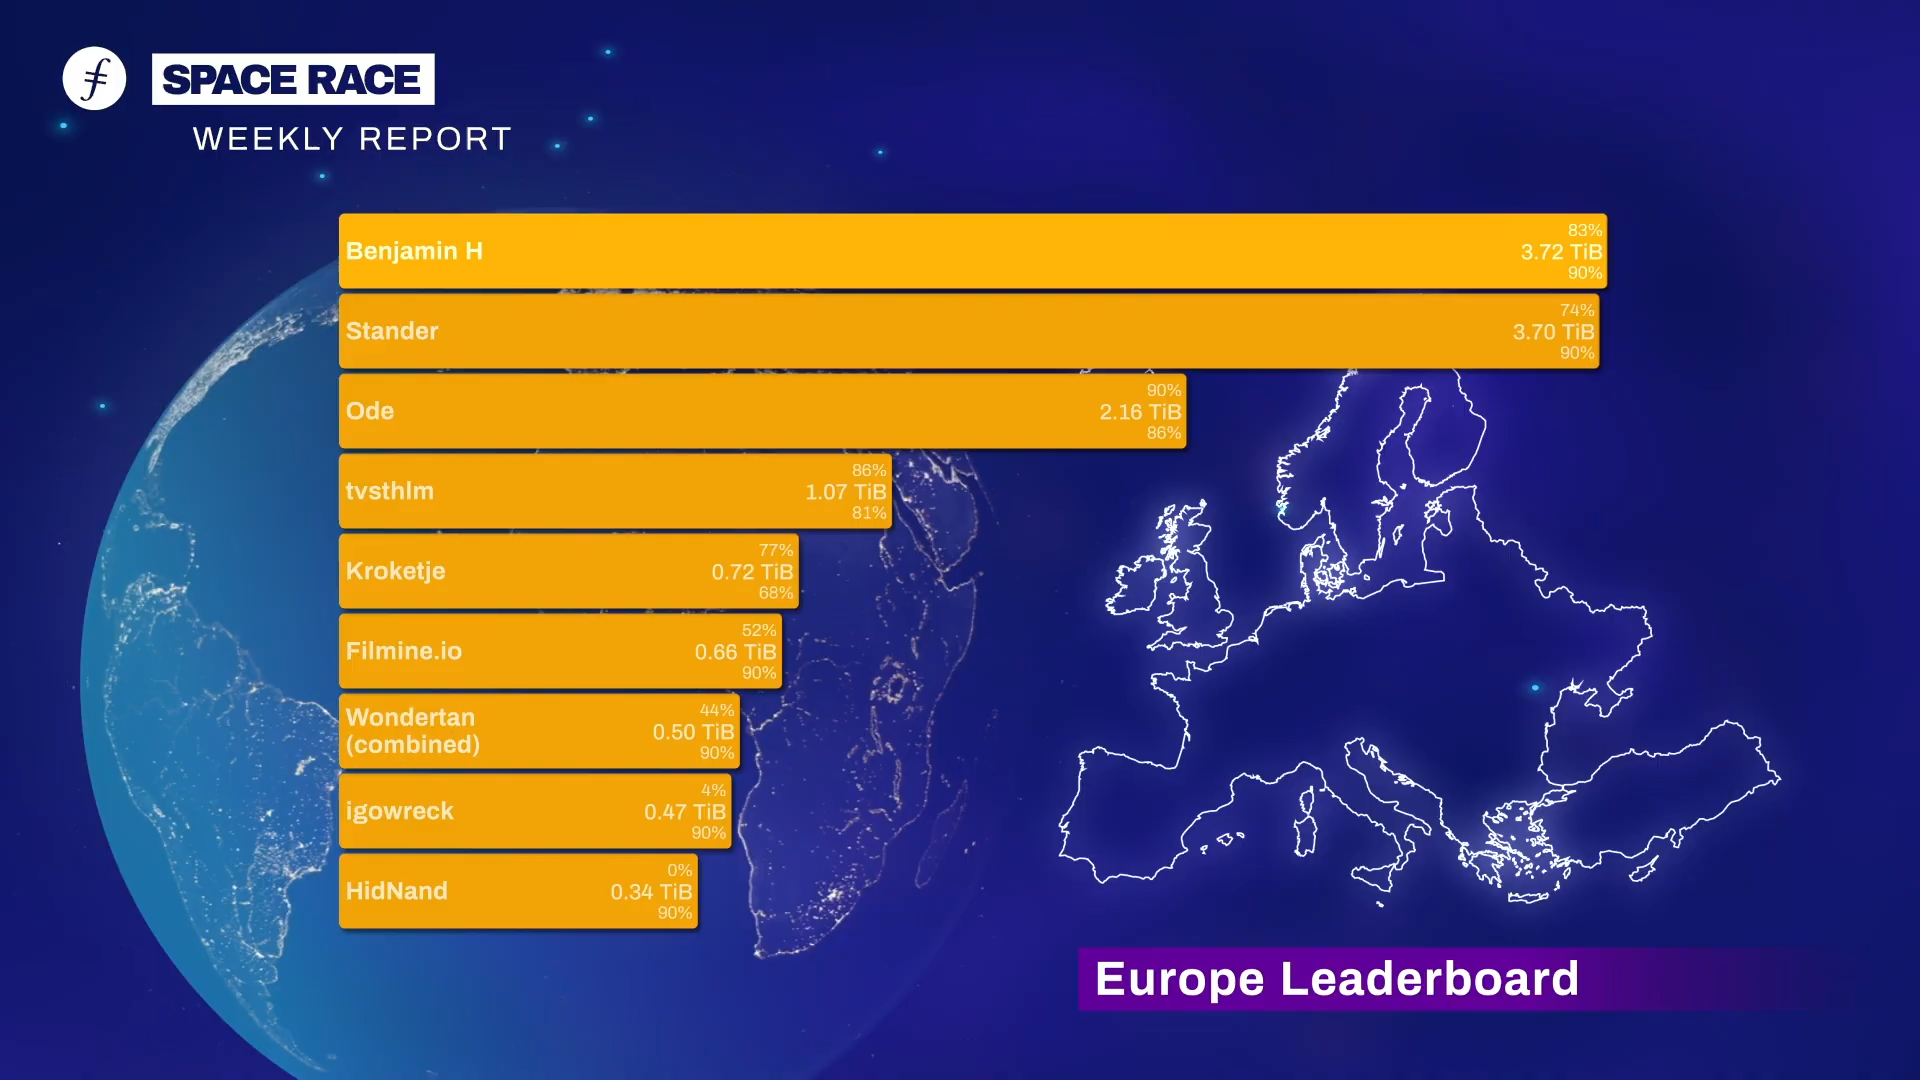 SPACE RACE
WEEKLY REPORT
Benjamin H
83%
3.72 TiB
90%
Stander
74%
3.70 TiB
90%
Ode
90%
2.16 TiB
86%
tvsthlm
86%
1.07 TiB
81%
Kroketje
77%
0.72 TiB
68%
Filmine.io
52%
0.66 TiB
90%
Wondertan
(combined)
44%
0.50 TiB
90%
igowreck
4%
0.47 TiB
90%
HidNand
0%
0.34 TiB
90%
Europe Leaderboard